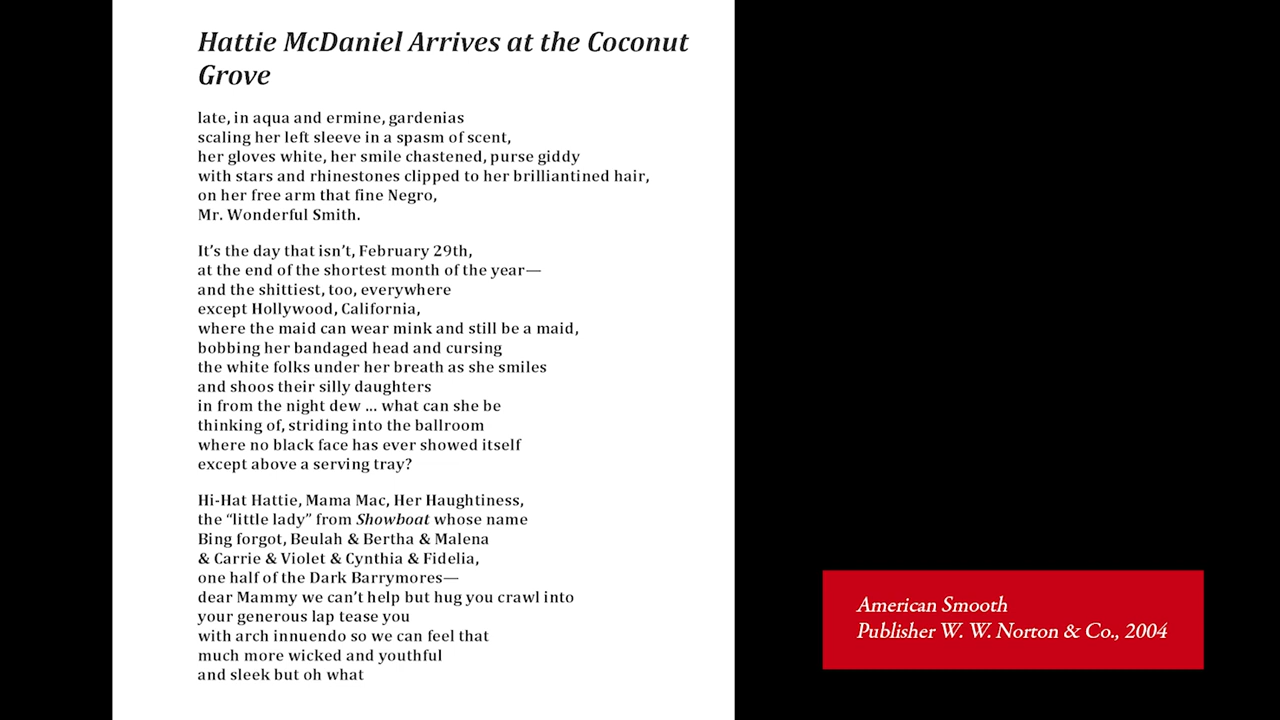 Hattie McDaniel Arrives at the Coconut
Grove
late, in aqua and ermine, gardenias
scaling her left sleeve in a spasm of scent,
her gloves white, her smile chastened, purse giddy
with stars and rhinestones clipped to her brilliantined hair,
on her free arm that fine Negro,
Mr. Wonderful Smith.
It’s the day that isn’t, February 29th,
at the end of the shortest month of the year—
and the shittiest, too, everywhere
except Hollywood, California,
where the maid can wear mink and still be a maid,
bobbing her bandaged head and cursing
the white folks under her breath as she smiles
and shoos their silly daughters
in from the night dew ... what can she be
thinking of, striding into the ballroom
where no black face has ever showed itself
except above a serving tray?
Hi-Hat Hattie, Mama Mac, Her Haughtiness,
the “little lady” from Showboat whose name
Bing forgot, Beulah & Bertha & Malena
& Carrie & Violet & Cynthia & Fidelia,
one half of the Dark Barrymores—
dear Mammy we can’t help but hug you crawl into
your generous lap tease you
with arch innuendo so we can feel that
much more wicked and youthful
and sleek but oh what
American Smooth
Publisher W. W. Norton & Co., 2004